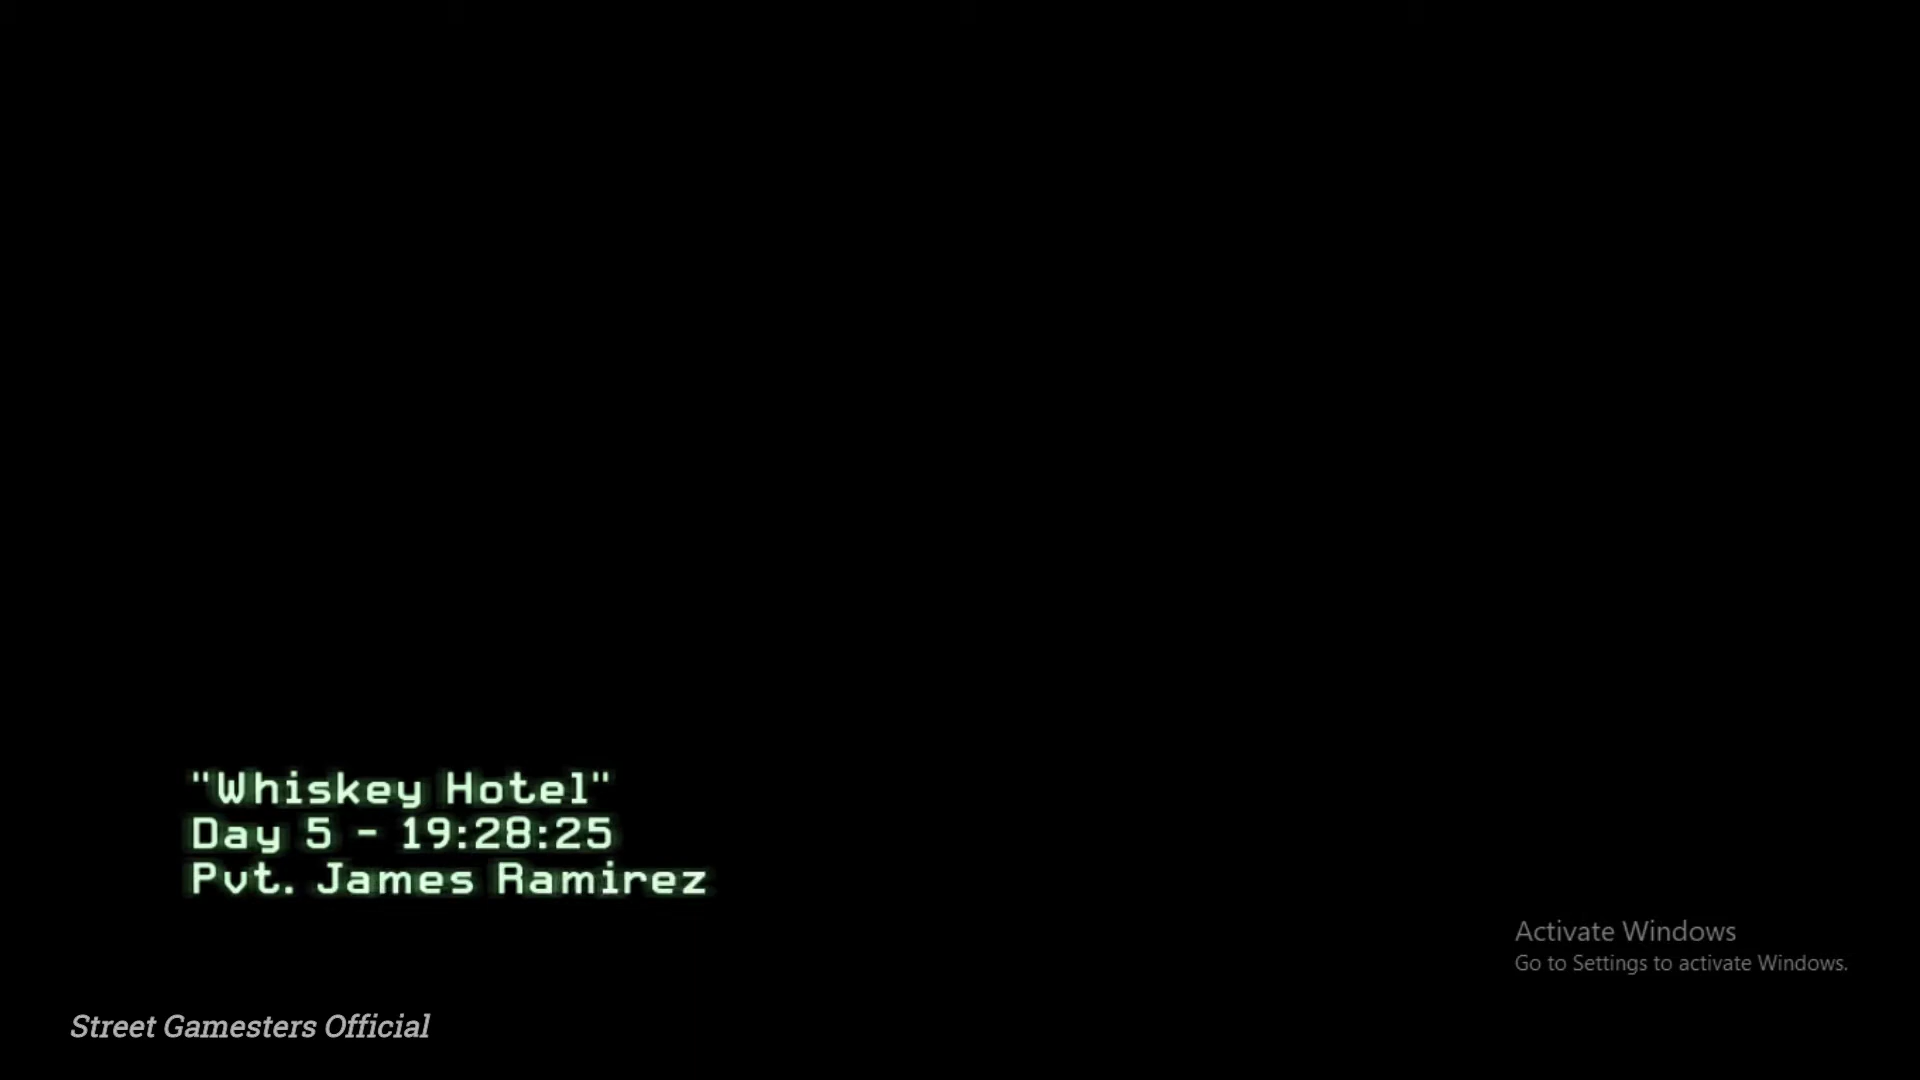 "Whiskey Hotel"
Day 5 - 19:28:25
Pvt. James Ramirez
Activate Windows
Go to Settings to activate Windows.
Street Gamesters Official